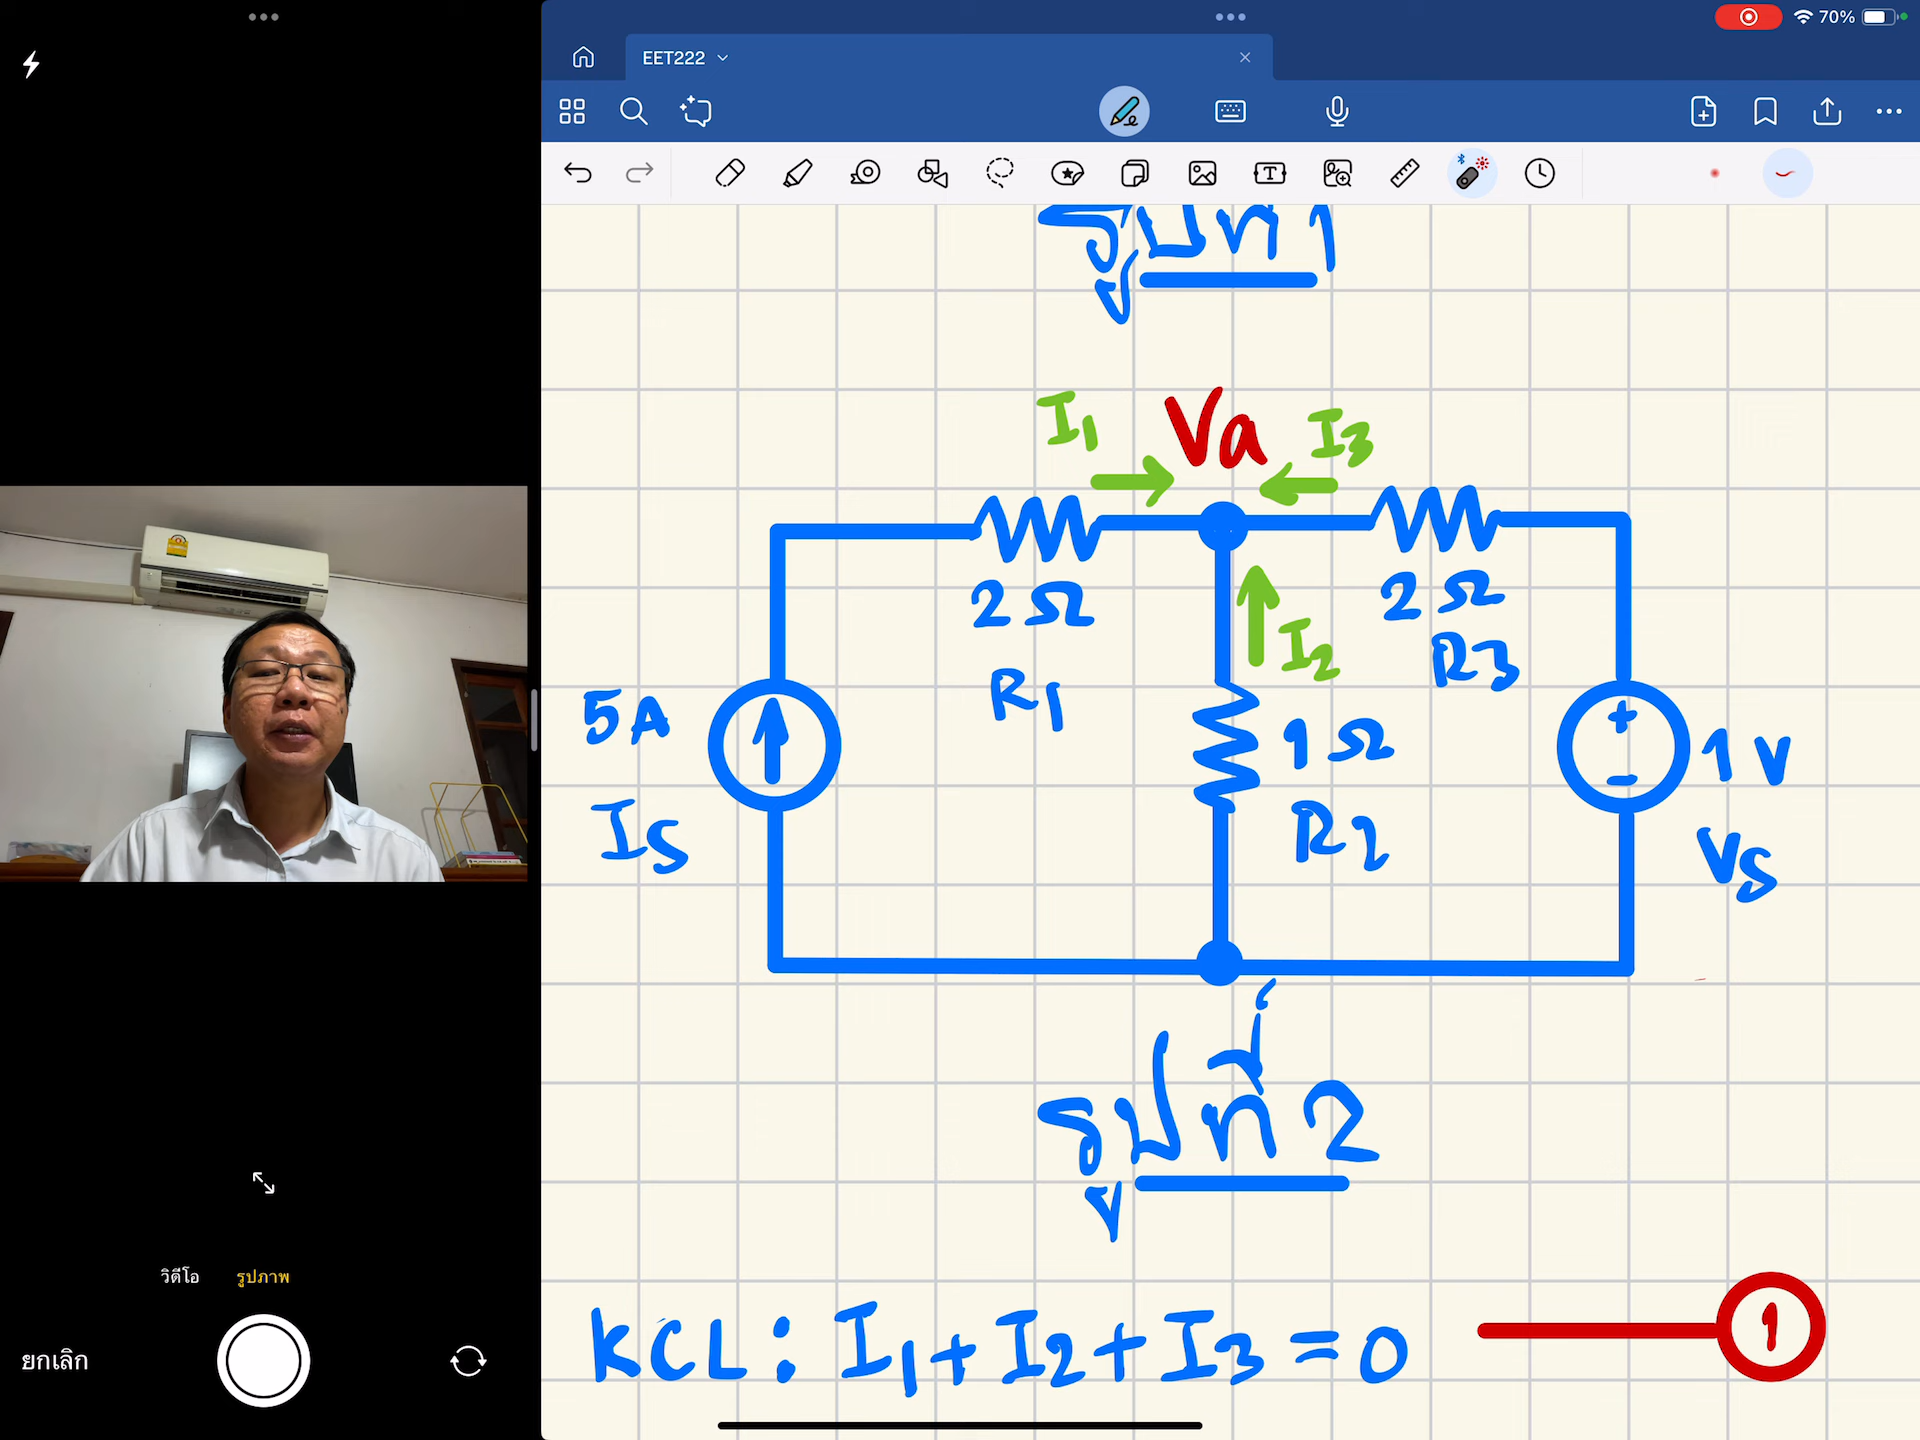 70%
EET222
รูปที่ 1
I1 Va I3
2Ω
2Ω
I2
R3
R1
5A
1Ω
1V
IS
R2
VS
รูปที่ 2
วิดีโอ รูปภาพ
ยกเลิก
KCL: I1+I2+I3=0
1